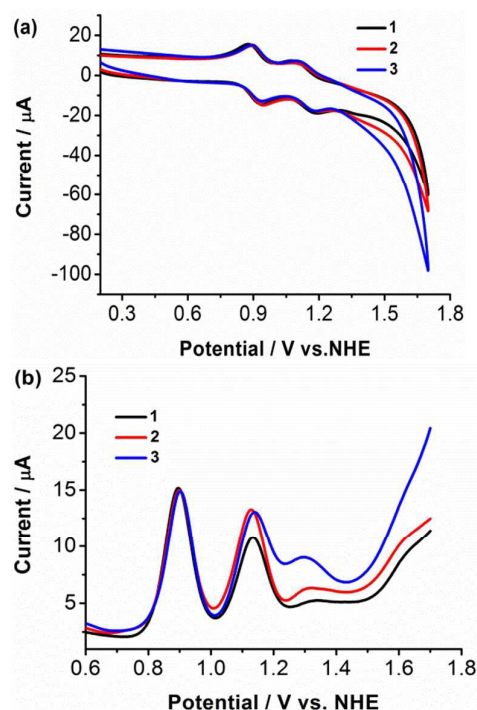 (a)
20
0
-20
-40
-60
-80
-100
Current / μA
1
2
3
0.3 0.6 0.9 1.2 1.5 1.8
Potential / V vs.NHE
(b)
25
20
15
10
5
Current / μA
1
2
3
0.6 0.8 1.0 1.2 1.4 1.6 1.8
Potential / V vs. NHE